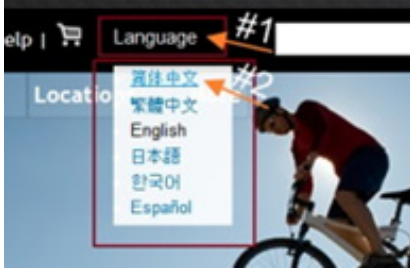 elp | Language #1
简体中文 #2
Locatio
繁體中文
English
日本語
한국어
Español